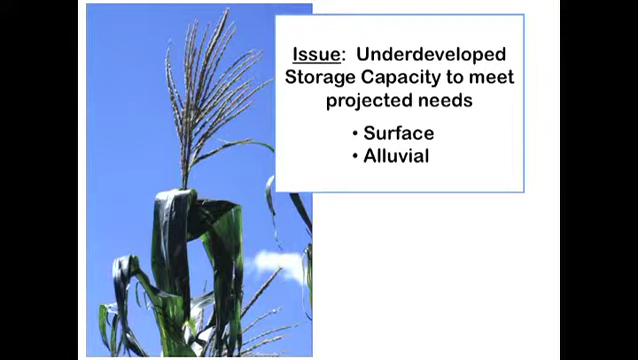 Issue: Underdeveloped
Storage Capacity to meet
projected needs
• Surface
• Alluvial